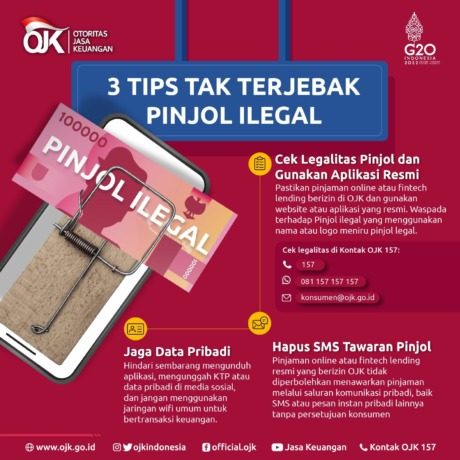 OJK OTORITAS
JASA
KEUANGAN
G20
INDONESIA
2022
3 TIPS TAK TERJEBAK
PINJOL ILEGAL
100000
PINJOL ILEGAL
100000
Cek Legalitas Pinjol dan
Gunakan Aplikasi Resmi
Pastikan pinjaman online atau fintech
lending berizin di OJK dan gunakan
website atau aplikasi yang resmi. Waspada
terhadap Pinjol ilegal yang menggunakan
nama atau logo meniru pinjol legal.
Cek legalitas di Kontak OJK 157:
157
081 157 157 157
konsumen@ojk.go.id
Jaga Data Pribadi
Hindari sembarang mengunduh
aplikasi, mengunggah KTP atau
data pribadi di media sosial,
dan jangan menggunakan
jaringan wifi umum untuk
bertransaksi keuangan.
Hapus SMS Tawaran Pinjol
Pinjaman online atau fintech lending
resmi yang berizin OJK tidak
diperbolehkan menawarkan pinjaman
melalui saluran komunikasi pribadi, baik
SMS atau pesan instan pribadi lainnya
tanpa persetujuan konsumen
www.ojk.go.id ojkindonesia official.ojk Jasa Keuangan Kontak OJK 157